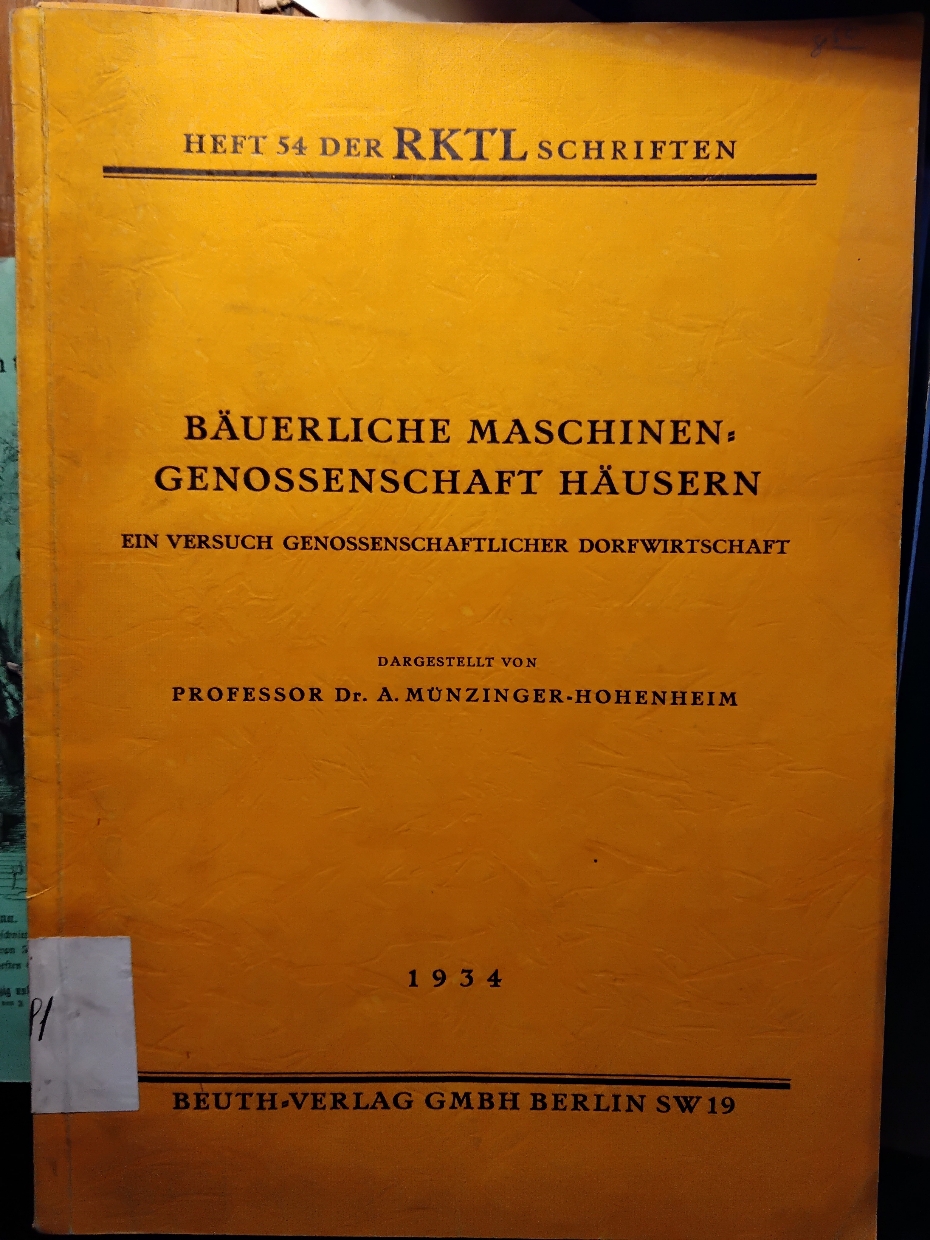 HEFT 54 DER RKTL SCHRIFTEN
BÄUERLICHE MASCHINEN-
GENOSSENSCHAFT HÄUSERN
EIN VERSUCH GENOSSENSCHAFTLICHER DORFWIRTSCHAFT
DARGESTELLT VON
PROFESSOR Dr. A. MÜNZINGER-HOHENHEIM
1934
BEUTH-VERLAG GMBH BERLIN SW 19